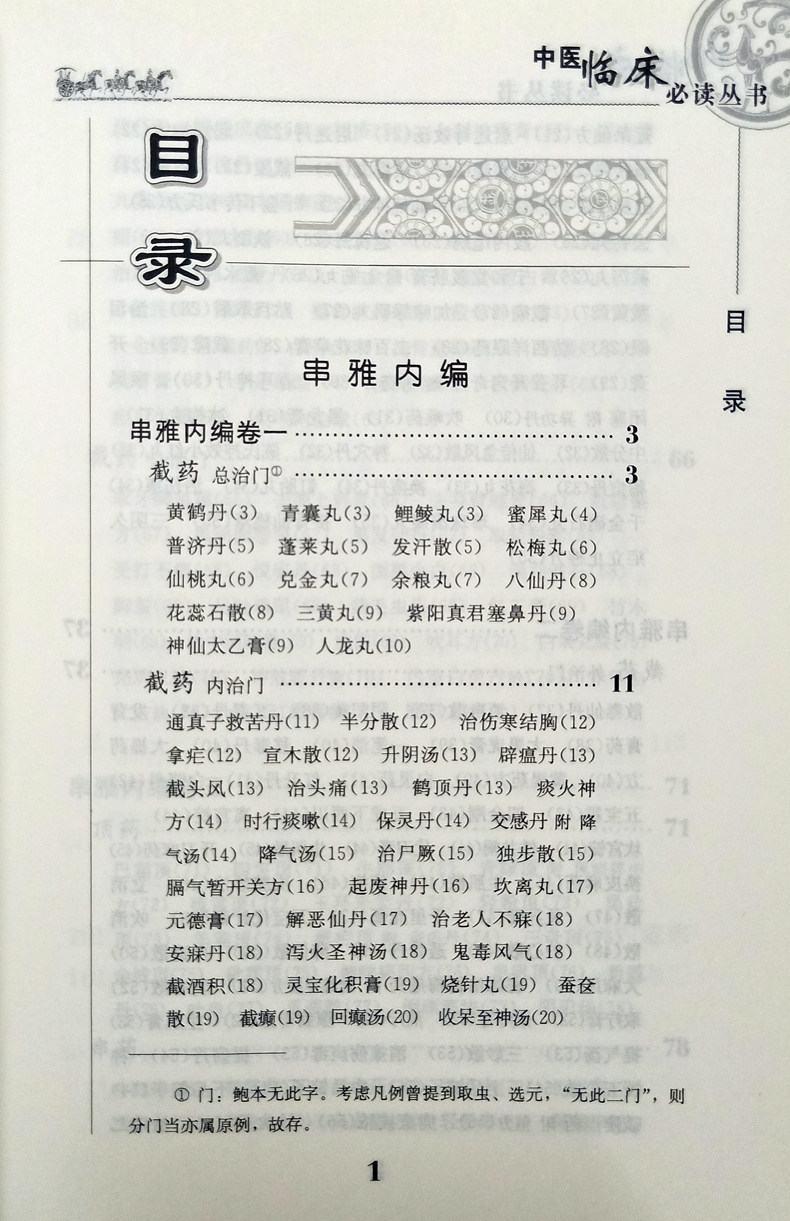 中医临床
必读丛书
目
录
目
录
串雅内编
串雅内编卷一 …………………………………… 3
截药 总治门① …………………………………… 3
黄鹤丹(3) 青囊丸(3) 鲤鲮丸(3) 蜜犀丸(4)
普济丹(5) 蓬莱丸(5) 发汗散(5) 松梅丸(6)
仙桃丸(6) 兑金丸(7) 余粮丸(7) 八仙丹(8)
花蕊石散(8) 三黄丸(9) 紫阳真君塞鼻丹(9)
神仙太乙膏(9) 人龙丸(10)
截药 内治门 …………………………………… 11
通真子救苦丹(11) 半分散(12) 治伤寒结胸(12)
拿疟(12) 宣木散(12) 升阴汤(13) 辟瘟丹(13)
截头风(13) 治头痛(13) 鹤顶丹(13) 痰火神
方(14) 时行痰嗽(14) 保灵丹(14) 交感丹 附 降
气汤(14) 降气汤(15) 治尸厥(15) 独步散(15)
膈气暂开关方(16) 起废神丹(16) 坎离丸(17)
元德膏(17) 解恶仙丹(17) 治老人不寐(18)
安寐丹(18) 泻火圣神汤(18) 鬼毒风气(18)
截酒积(18) 灵宝化积膏(19) 烧针丸(19) 蚕奁
散(19) 截癫(19) 回癫汤(20) 收呆至神汤(20)
① 门：鲍本无此字。考虑凡例曾提到取虫、选元，“无此二门”，则
分门当亦属原例，故存。
1